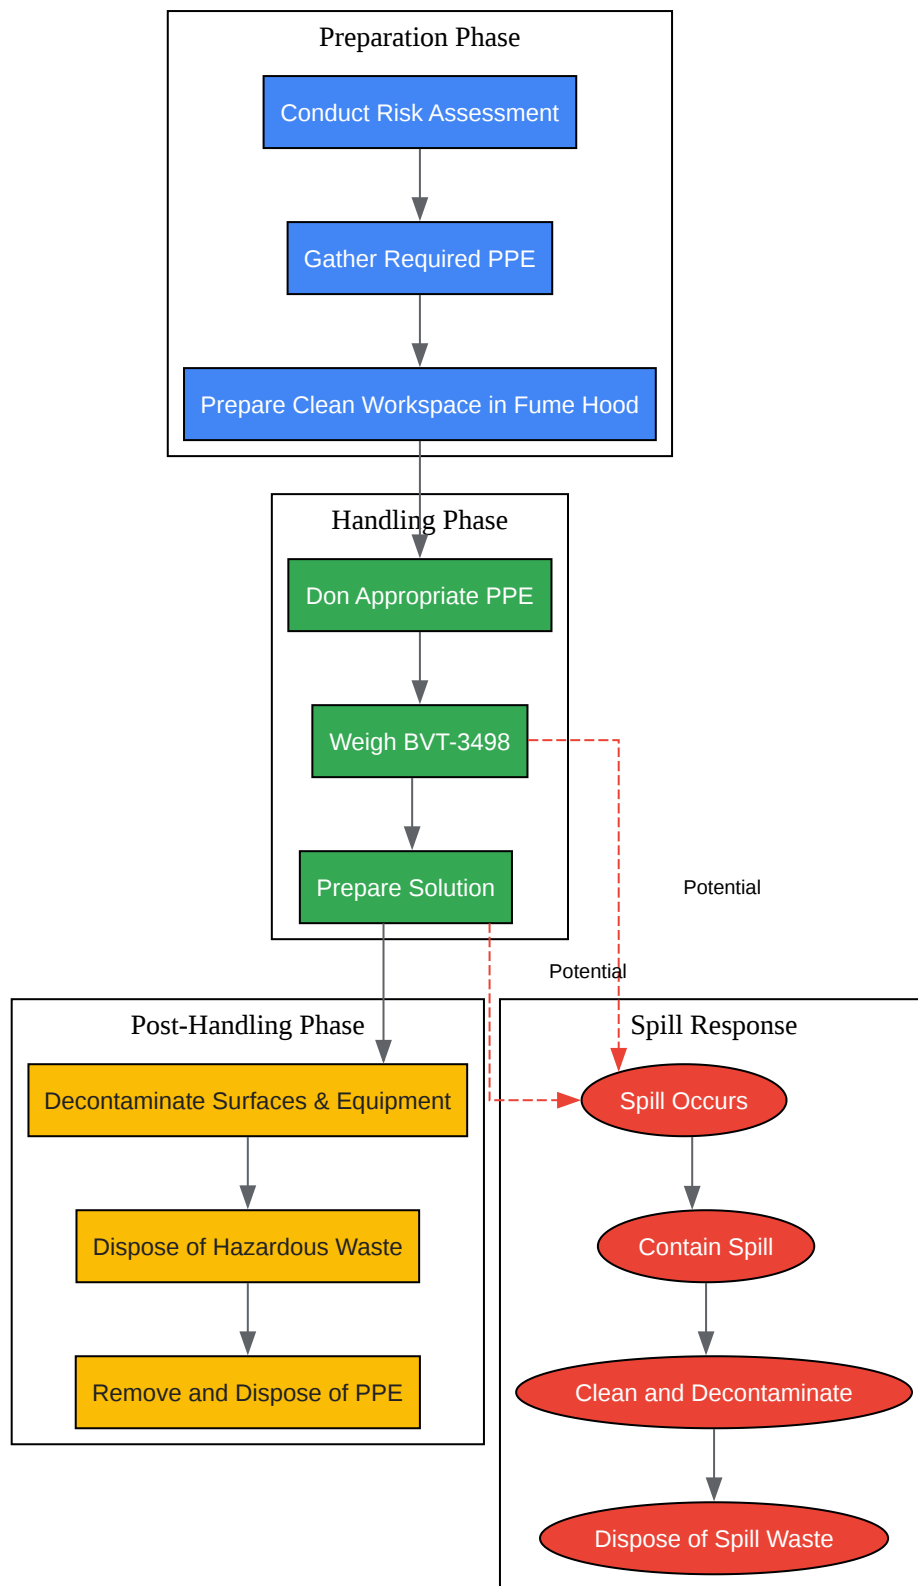 Preparation Phase
Conduct Risk Assessment
Gather Required PPE
Prepare Clean Workspace in Fume Hood
Handling Phase
Don Appropriate PPE
Weigh BVT-3498
Prepare Solution
Potential
Potential
Post-Handling Phase
Decontaminate Surfaces & Equipment
Dispose of Hazardous Waste
Remove and Dispose of PPE
Spill Response
Spill Occurs
Contain Spill
Clean and Decontaminate
Dispose of Spill Waste